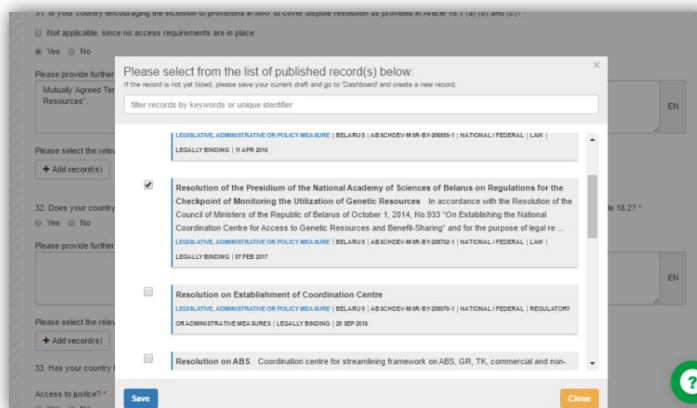 31. Is your country encouraging the inclusion of provisions in MAT to cover dispute resolution as provided in Article 18.1 (a) (b) and (c)? *
Not applicable, since no access requirements are in place
Yes No
Please provide further
Mutually Agreed Ter
Resources".
EN
Please select the relev
+ Add record(s)
32. Does your country
le 18.2? *
Yes No
Please provide further
EN
Please select the relev
+ Add record(s)
33. Has your country t
Access to justice? *
Yes No
×
Please select from the list of published record(s) below:
If the record is not yet listed, please save your current draft and go to 'Dashboard' and create a new record.
filter records by keywords or unique identifier
LEGISLATIVE, ADMINISTRATIVE OR POLICY MEASURE | BELARUS | ABSCHDEV-MSR-BY-206855-1 | NATIONAL / FEDERAL | LAW |
LEGALLY BINDING | 11 APR 2016
Resolution of the Presidium of the National Academy of Sciences of Belarus on Regulations for the
Checkpoint of Monitoring the Utilization of Genetic Resources In accordance with the Resolution of the
Council of Ministers of the Republic of Belarus of October 1, 2014, No.933 "On Establishing the National
Coordination Centre for Access to Genetic Resources and Benefit-Sharing" and for the purpose of legal re ...
LEGISLATIVE, ADMINISTRATIVE OR POLICY MEASURE | BELARUS | ABSCHDEV-MSR-BY-208702-1 | NATIONAL / FEDERAL | LAW |
LEGALLY BINDING | 07 FEB 2017
Resolution on Establishment of Coordination Centre
LEGISLATIVE, ADMINISTRATIVE OR POLICY MEASURE | BELARUS | ABSCHDEV-MSR-BY-208076-1 | NATIONAL / FEDERAL | REGULATORY
OR ADMINISTRATIVE MEASURES | LEGALLY BINDING | 28 SEP 2016
Resolution on ABS Coordination centre for streamlining framework on ABS, GR, TK, commercial and non-
Save
Close
?